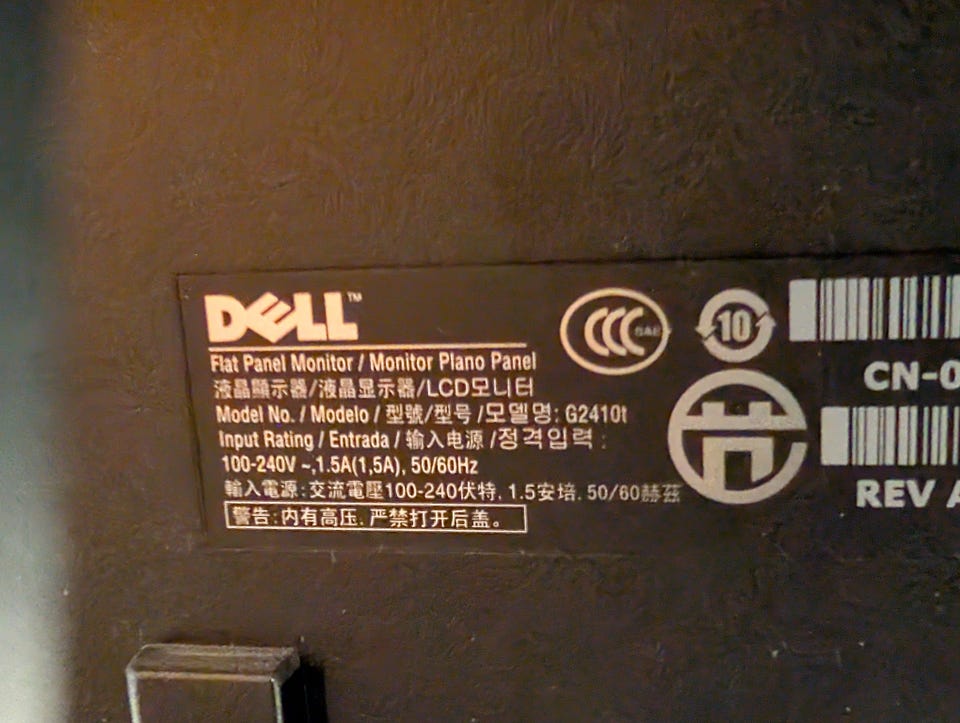 DELL™
Flat Panel Monitor / Monitor Plano Panel
液晶顯示器/液晶显示器/LCD모니터
Model No. / Modelo / 型號/型号 /모델명: G2410t
Input Rating / Entrada / 输入电源 /정격입력 :
100-240V ~,1.5A(1,5A), 50/60Hz
輸入電源:交流電壓100-240伏特, 1.5安培, 50/60赫茲
警告:内有高压, 严禁打开后盖。
CCC
10
CN-0
REV A